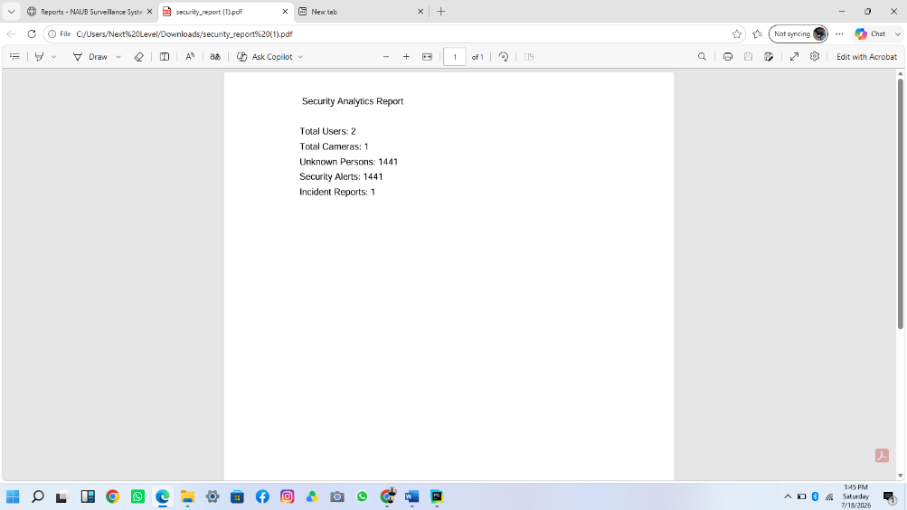 Reports - NAUB Surveillance Syste
security_report (1).pdf
New tab
File C:/Users/Next%20Level/Downloads/security_report%20(1).pdf
Not syncing
Chat
Draw
Ask Copilot
1 of 1
Edit with Acrobat
Security Analytics Report
Total Users: 2
Total Cameras: 1
Unknown Persons: 1441
Security Alerts: 1441
Incident Reports: 1
1:45 PM
Saturday
7/18/2026